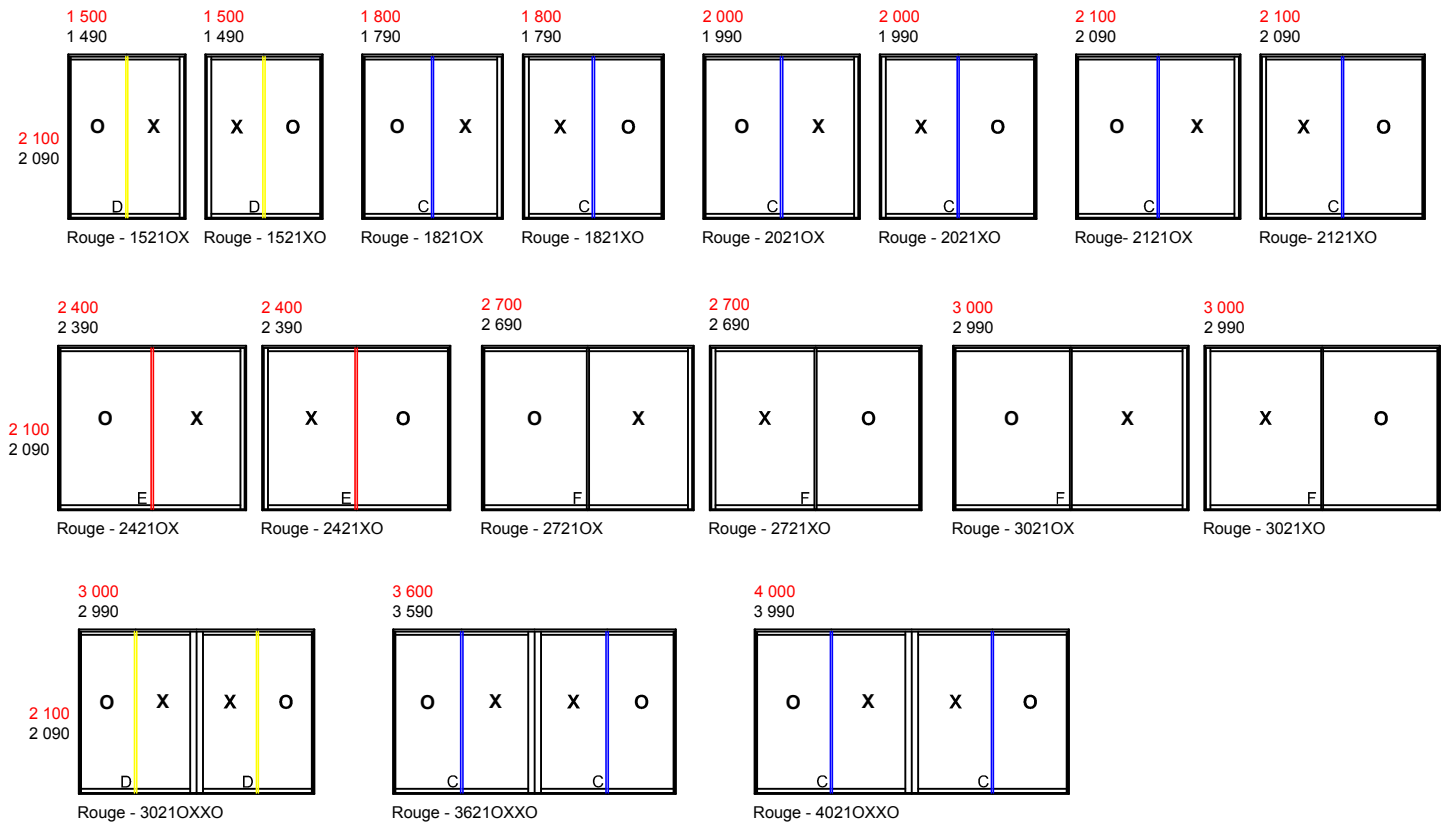 1 500 1 500 1 800 1 800 2 000 2 000 2 100 2 100
1 490 1 490 1 790 1 790 1 990 1 990 2 090 2 090
O X X O O X X O O X X O O X X O
2 100
2 090
D D C C C C C C
Rouge - 1521OX Rouge - 1521XO Rouge - 1821OX Rouge - 1821XO Rouge - 2021OX Rouge - 2021XO Rouge- 2121OX Rouge- 2121XO
2 400 2 400 2 700 2 700 3 000 3 000
2 390 2 390 2 690 2 690 2 990 2 990
O X X O O X X O O X X O
2 100
2 090
E E F F F F
Rouge - 2421OX Rouge - 2421XO Rouge - 2721OX Rouge - 2721XO Rouge - 3021OX Rouge - 3021XO
3 000 3 600 4 000
2 990 3 590 3 990
O X X O O X X O O X X O
2 100
2 090
D D C C C C
Rouge - 3021OXXO Rouge - 3621OXXO Rouge - 4021OXXO